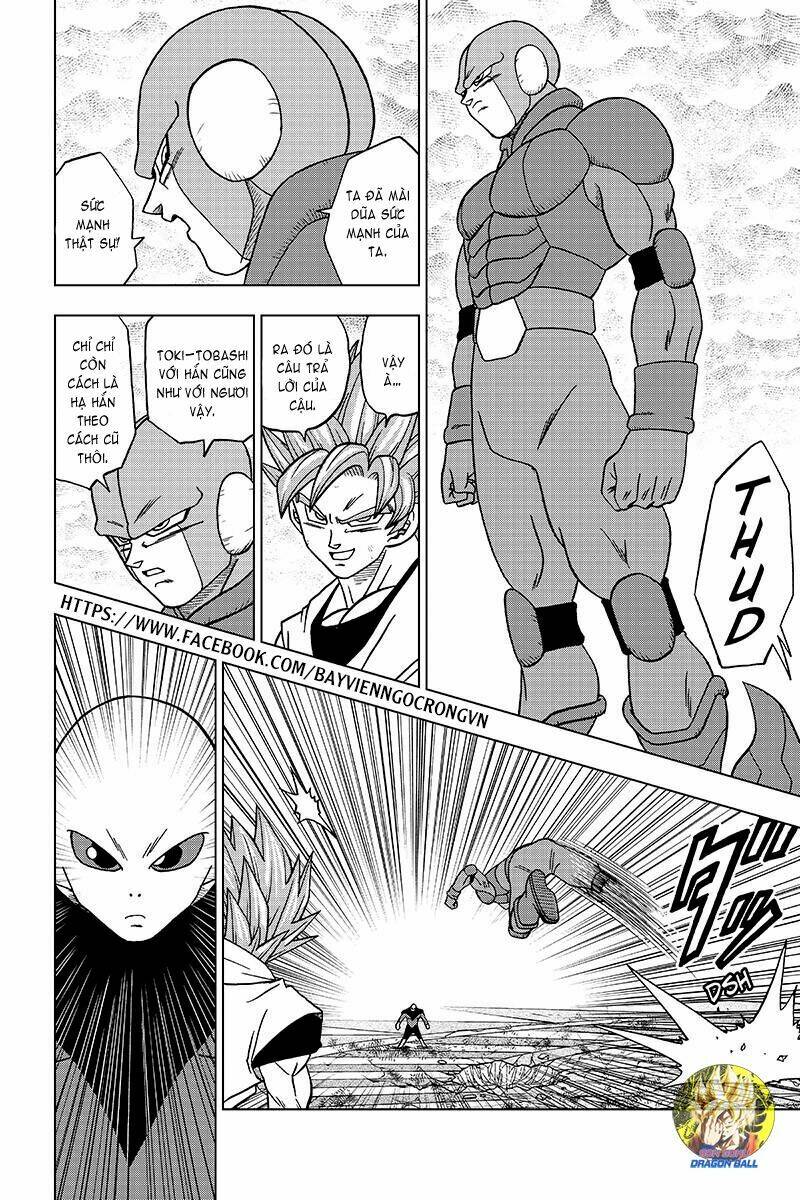 THUD
TA ĐÃ MÀI
DŨA SỨC
MẠNH CỦA
TA.
SỨC
MẠNH
THẬT SỰ?
VẬY
À...
RA ĐÓ LÀ
CÂU TRẢ
LỜI CỦA
CẬU.
TOKI-TOBASHI
VỚI HẮN CŨNG
NHƯ VỚI NGƯƠI
VẬY.
CHỈ CHỈ
CÒN
CÁCH LÀ
HẠ HẮN
THEO
CÁCH CŨ
THÔI.
HTTPS://WWW.FACEBOOK.COM/BAYVIENNGOCRONGVN
DSH
DRAGON BALL